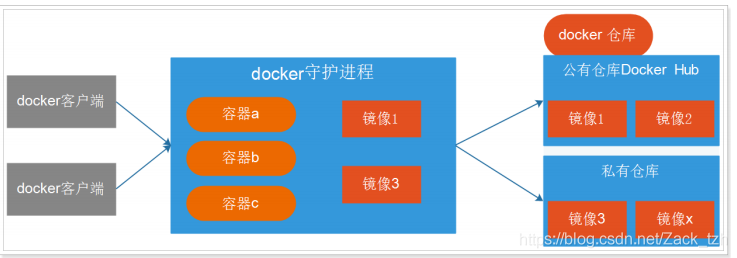 docker 仓库
docker客户端
docker客户端
docker守护进程
容器a
容器b
容器c
镜像1
镜像3
公有仓库Docker Hub
镜像1
镜像2
私有仓库
镜像3
镜像x
https://blog.csdn.net/Zack_tzh